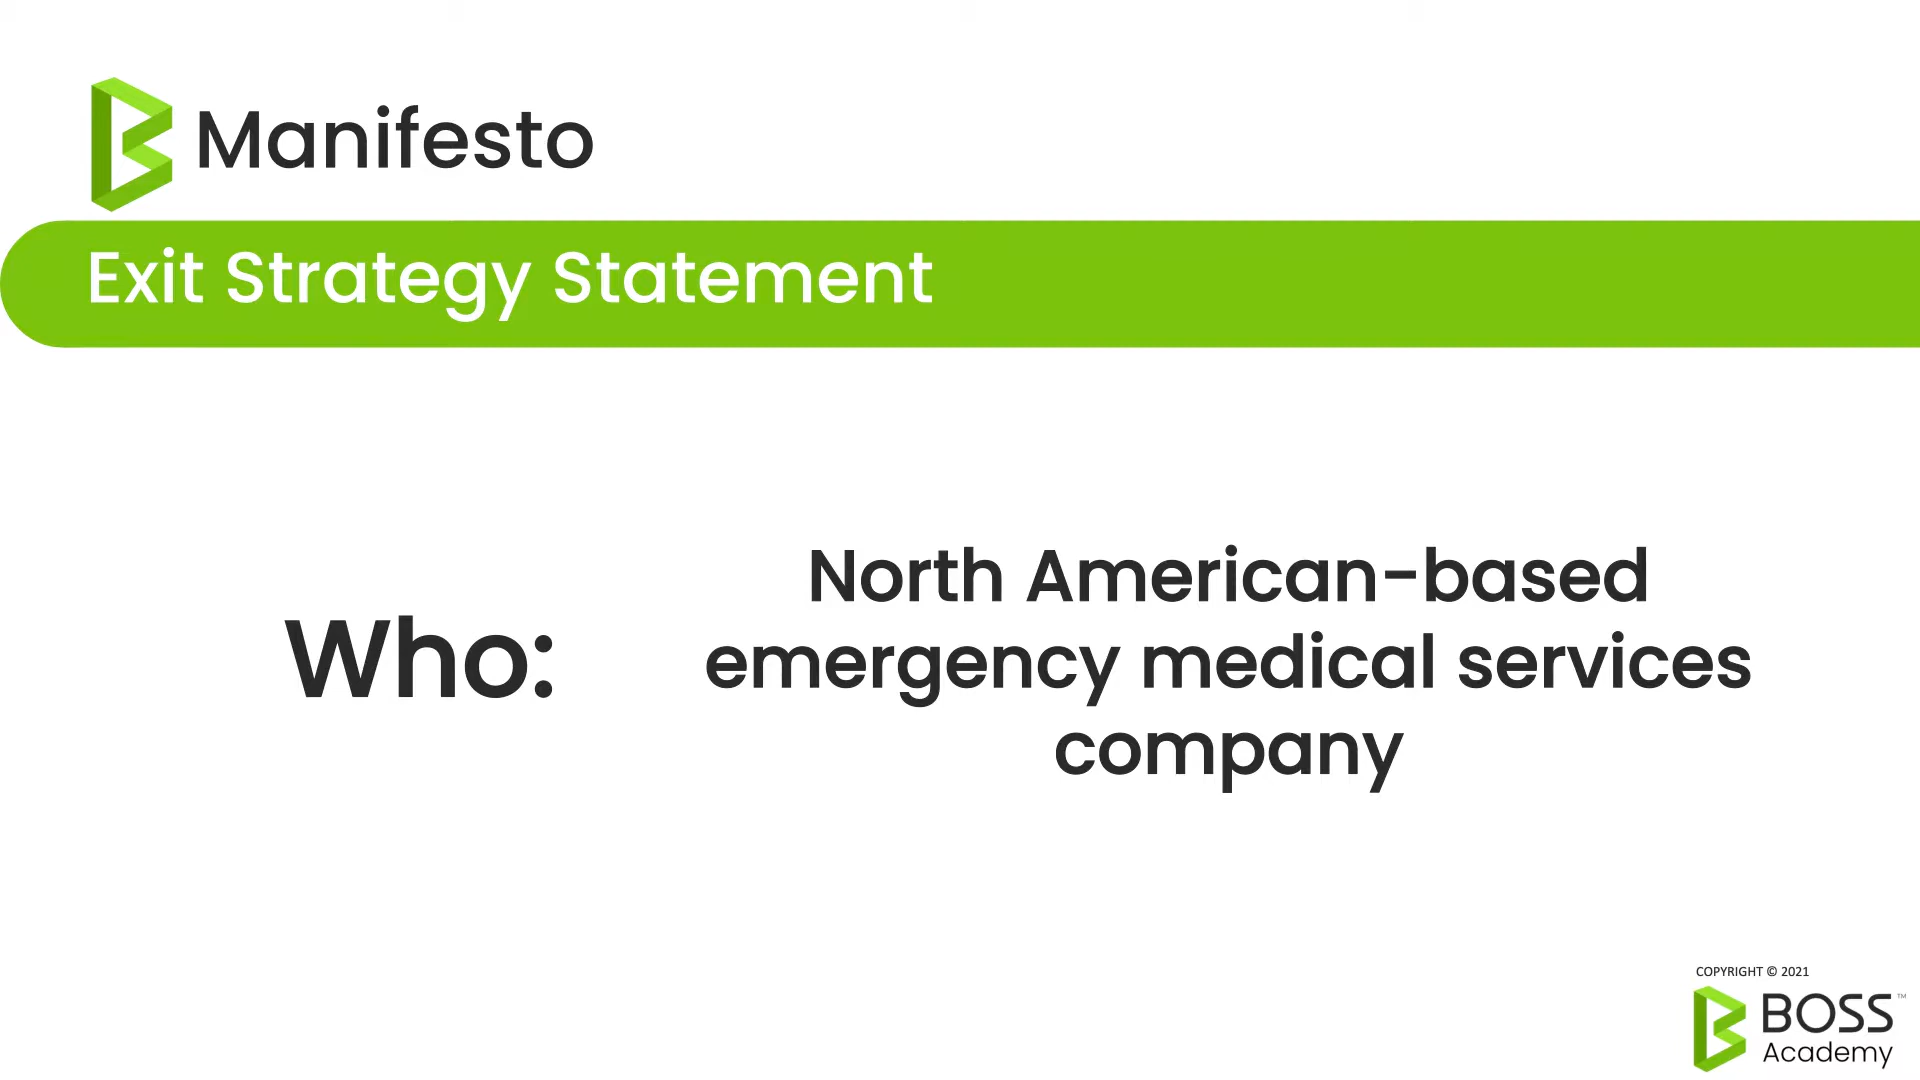 Manifesto
Exit Strategy Statement
Who:
North American-based
emergency medical services
company
COPYRIGHT © 2021
BOSS™
Academy